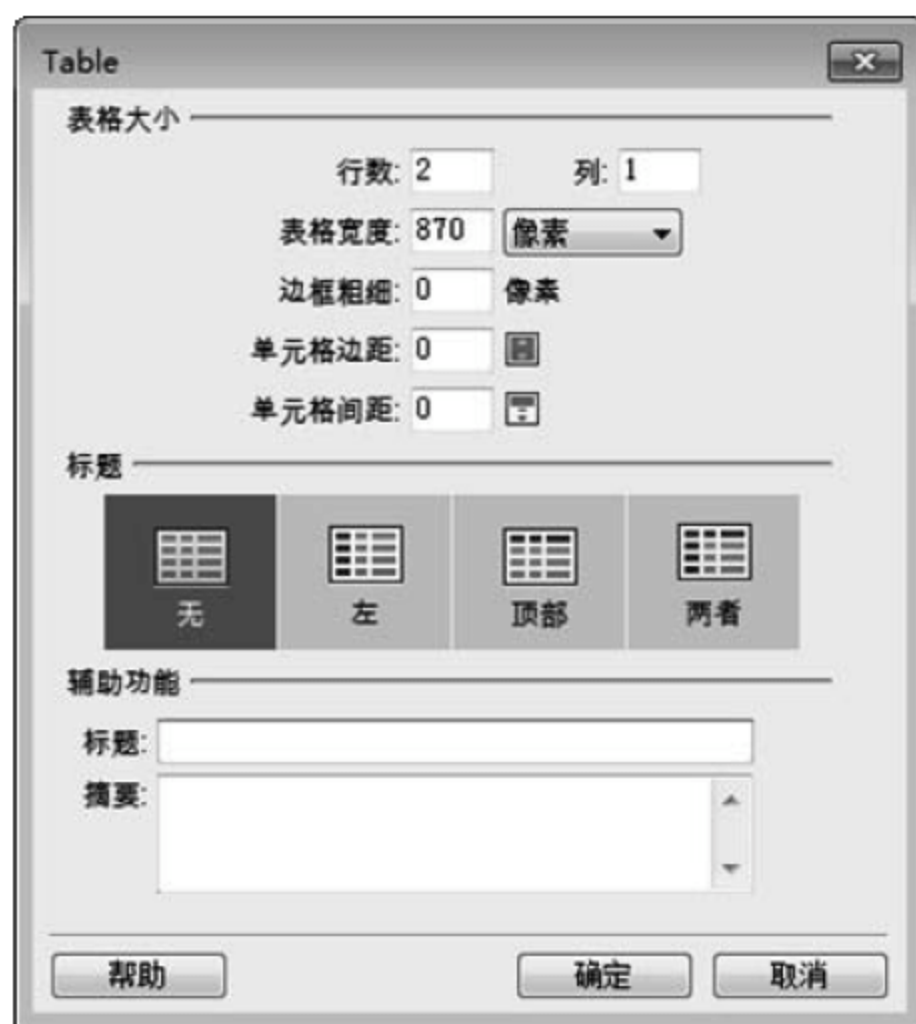 Table
表格大小
行数: 2 列: 1
表格宽度: 870 像素
边框粗细: 0 像素
单元格边距: 0
单元格间距: 0
标题
无 左 顶部 两者
辅助功能
标题:
摘要:
帮助 确定 取消